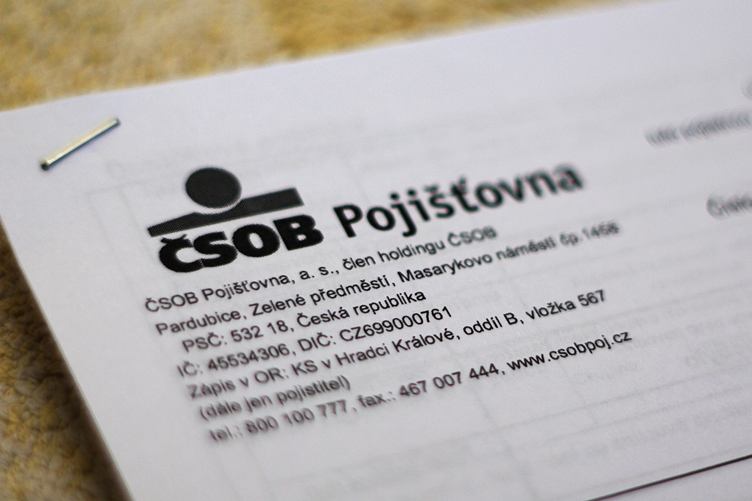 ČSOB Pojišťovna
ČSOB Pojišťovna, a. s., člen holdingu ČSOB
Pardubice, Zelené předměstí, Masarykovo náměstí čp.1458
PSČ: 532 18, Česká republika
IČ: 45534306, DIČ: CZ699000761
Zápis v OR: KS v Hradci Králové, oddíl B, vložka 567
(dále jen pojistitel)
tel.: 800 100 777, fax.: 467 007 444, www.csobpoj.cz